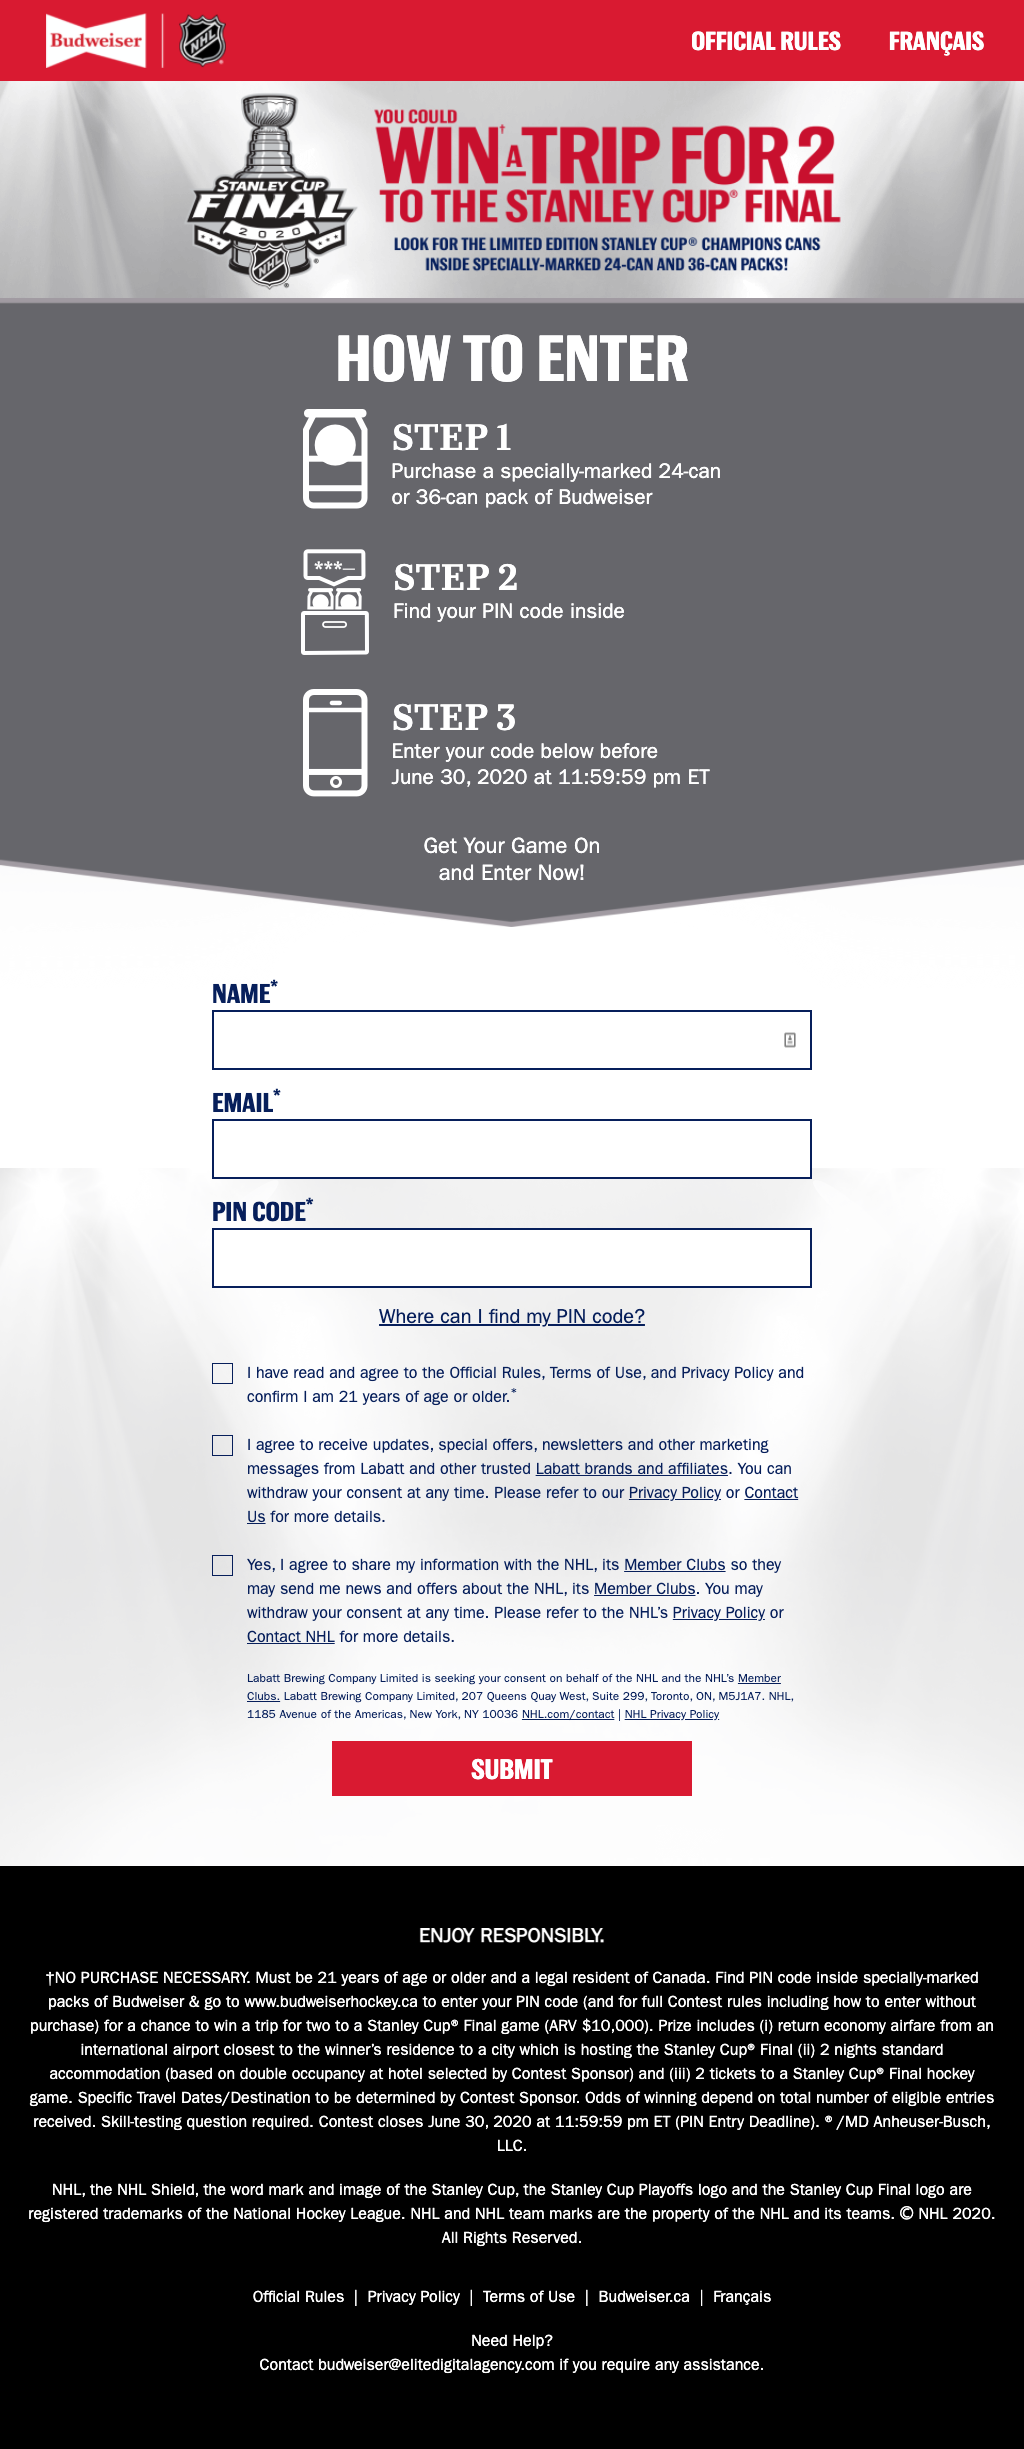 Budweiser
NHL
OFFICIAL RULES
FRANÇAIS
STANLEY CUP
FINAL
2020
NHL
YOU COULD
WIN† A TRIP FOR 2
TO THE STANLEY CUP® FINAL
LOOK FOR THE LIMITED EDITION STANLEY CUP® CHAMPIONS CANS
INSIDE SPECIALLY-MARKED 24-CAN AND 36-CAN PACKS!
HOW TO ENTER
STEP 1
Purchase a specially-marked 24-can
or 36-can pack of Budweiser
***_
STEP 2
Find your PIN code inside
STEP 3
Enter your code below before
June 30, 2020 at 11:59:59 pm ET
Get Your Game On
and Enter Now!
NAME*
EMAIL*
PIN CODE*
Where can I find my PIN code?
I have read and agree to the Official Rules, Terms of Use, and Privacy Policy and
confirm I am 21 years of age or older.*
I agree to receive updates, special offers, newsletters and other marketing
messages from Labatt and other trusted Labatt brands and affiliates. You can
withdraw your consent at any time. Please refer to our Privacy Policy or Contact
Us for more details.
Yes, I agree to share my information with the NHL, its Member Clubs so they
may send me news and offers about the NHL, its Member Clubs. You may
withdraw your consent at any time. Please refer to the NHL's Privacy Policy or
Contact NHL for more details.
Labatt Brewing Company Limited is seeking your consent on behalf of the NHL and the NHL's Member
Clubs. Labatt Brewing Company Limited, 207 Queens Quay West, Suite 299, Toronto, ON, M5J1A7. NHL,
1185 Avenue of the Americas, New York, NY 10036 NHL.com/contact | NHL Privacy Policy
SUBMIT
ENJOY RESPONSIBLY.
†NO PURCHASE NECESSARY. Must be 21 years of age or older and a legal resident of Canada. Find PIN code inside specially-marked
packs of Budweiser & go to www.budweiserhockey.ca to enter your PIN code (and for full Contest rules including how to enter without
purchase) for a chance to win a trip for two to a Stanley Cup® Final game (ARV $10,000). Prize includes (i) return economy airfare from an
international airport closest to the winner's residence to a city which is hosting the Stanley Cup® Final (ii) 2 nights standard
accommodation (based on double occupancy at hotel selected by Contest Sponsor) and (iii) 2 tickets to a Stanley Cup® Final hockey
game. Specific Travel Dates/Destination to be determined by Contest Sponsor. Odds of winning depend on total number of eligible entries
received. Skill-testing question required. Contest closes June 30, 2020 at 11:59:59 pm ET (PIN Entry Deadline). ® /MD Anheuser-Busch,
LLC.
NHL, the NHL Shield, the word mark and image of the Stanley Cup, the Stanley Cup Playoffs logo and the Stanley Cup Final logo are
registered trademarks of the National Hockey League. NHL and NHL team marks are the property of the NHL and its teams. © NHL 2020.
All Rights Reserved.
Official Rules | Privacy Policy | Terms of Use | Budweiser.ca | Français
Need Help?
Contact budweiser@elitedigitalagency.com if you require any assistance.